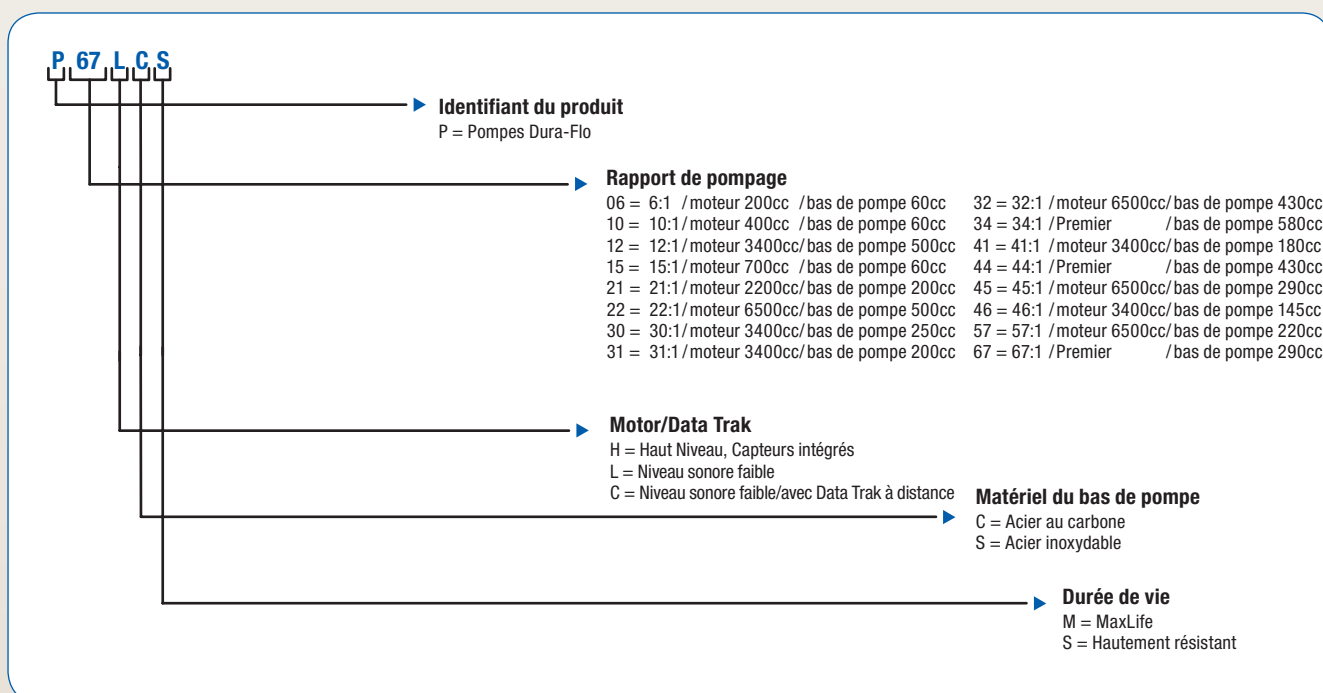 P 67 L C S
Identifiant du produit
P = Pompes Dura-Flo
Rapport de pompage
06 = 6:1 / moteur 200cc / bas de pompe 60cc
10 = 10:1 / moteur 400cc / bas de pompe 60cc
12 = 12:1 / moteur 3400cc / bas de pompe 500cc
15 = 15:1 / moteur 700cc / bas de pompe 60cc
21 = 21:1 / moteur 2200cc / bas de pompe 200cc
22 = 22:1 / moteur 6500cc / bas de pompe 500cc
30 = 30:1 / moteur 3400cc / bas de pompe 250cc
31 = 31:1 / moteur 3400cc / bas de pompe 200cc
32 = 32:1 / moteur 6500cc / bas de pompe 430cc
34 = 34:1 / Premier / bas de pompe 580cc
41 = 41:1 / moteur 3400cc / bas de pompe 180cc
44 = 44:1 / Premier / bas de pompe 430cc
45 = 45:1 / moteur 6500cc / bas de pompe 290cc
46 = 46:1 / moteur 3400cc / bas de pompe 145cc
57 = 57:1 / moteur 6500cc / bas de pompe 220cc
67 = 67:1 / Premier / bas de pompe 290cc
Motor/Data Trak
H = Haut Niveau, Capteurs intégrés
L = Niveau sonore faible
C = Niveau sonore faible/avec Data Trak à distance
Matériel du bas de pompe
C = Acier au carbone
S = Acier inoxydable
Durée de vie
M = MaxLife
S = Hautement résistant